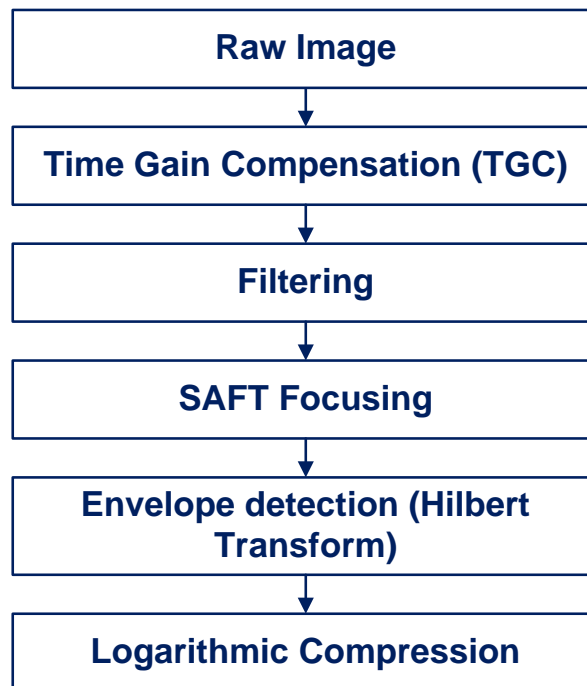 Raw Image
Time Gain Compensation (TGC)
Filtering
SAFT Focusing
Envelope detection (Hilbert
Transform)
Logarithmic Compression